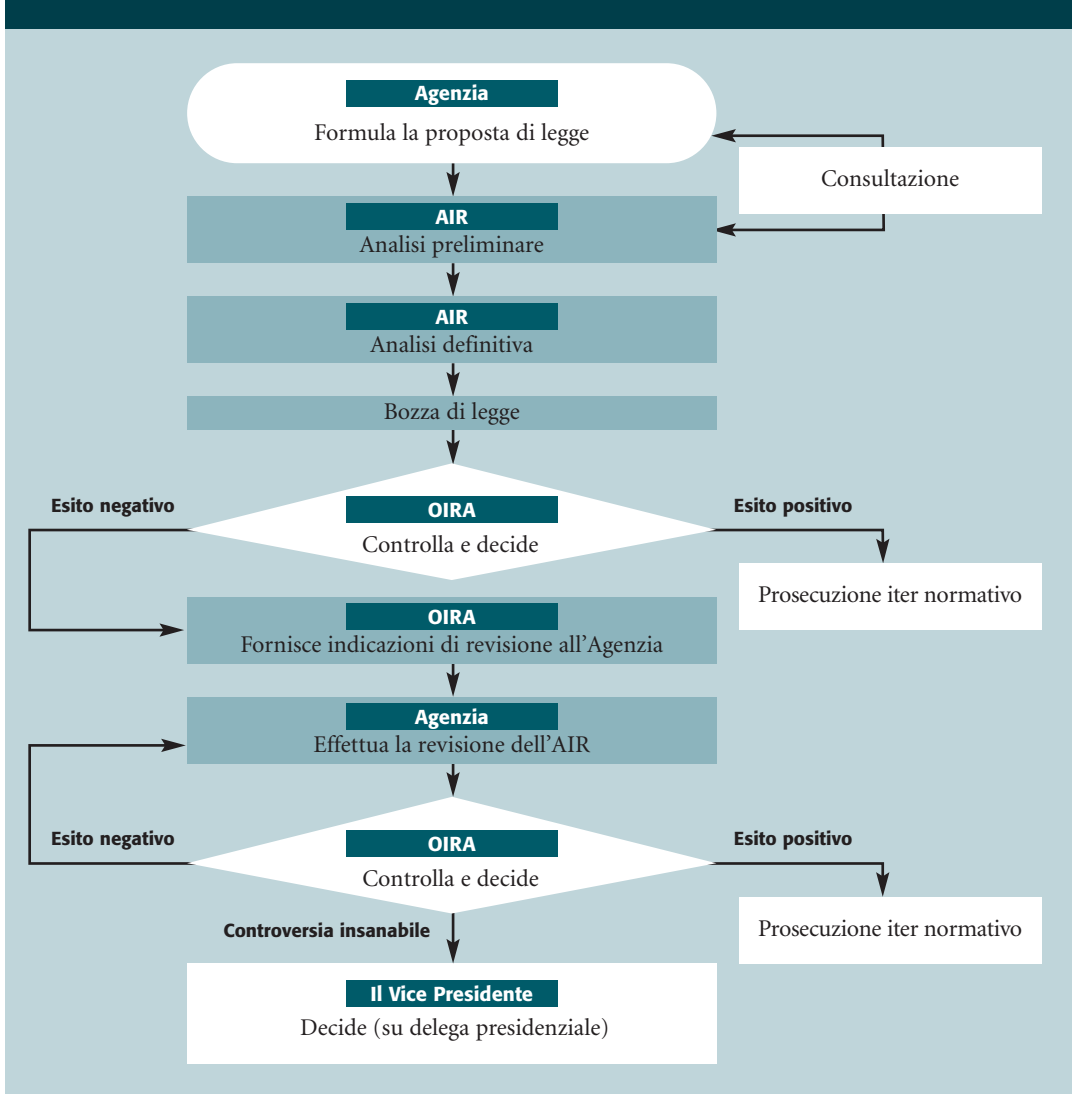 Agenzia
Formula la proposta di legge
Consultazione
AIR
Analisi preliminare
AIR
Analisi definitiva
Bozza di legge
Esito negativo
OIRA
Controlla e decide
Esito positivo
Prosecuzione iter normativo
OIRA
Fornisce indicazioni di revisione all’Agenzia
Agenzia
Effettua la revisione dell’AIR
Esito negativo
OIRA
Controlla e decide
Esito positivo
Prosecuzione iter normativo
Controversia insanabile
Il Vice Presidente
Decide (su delega presidenziale)